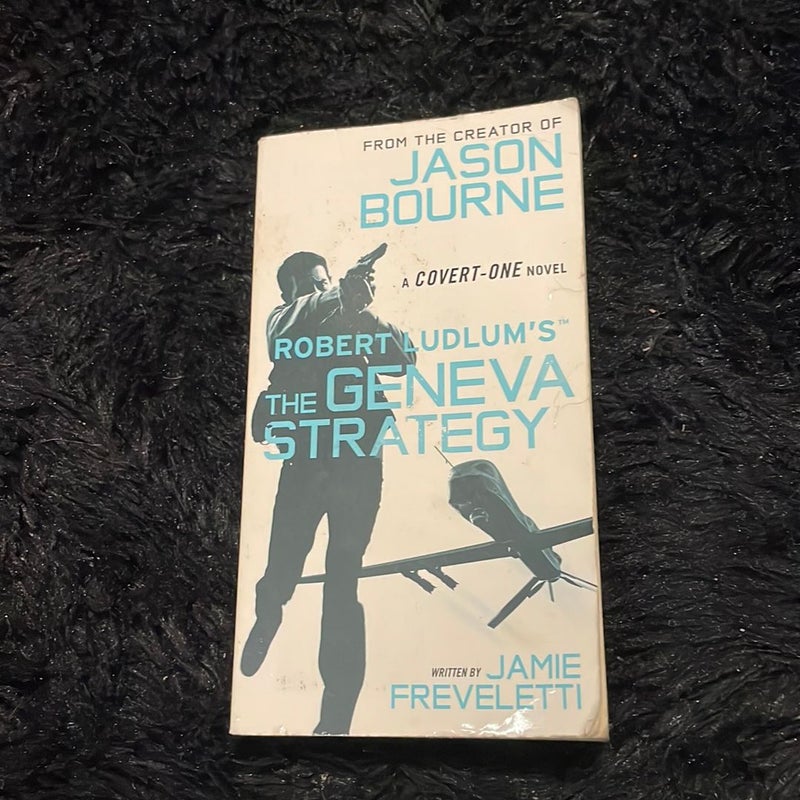 FROM THE CREATOR OF
JASON
BOURNE
A COVERT-ONE NOVEL
ROBERT LUDLUM'S™
THE GENEVA
STRATEGY
WRITTEN BY JAMIE
FREVELETTI